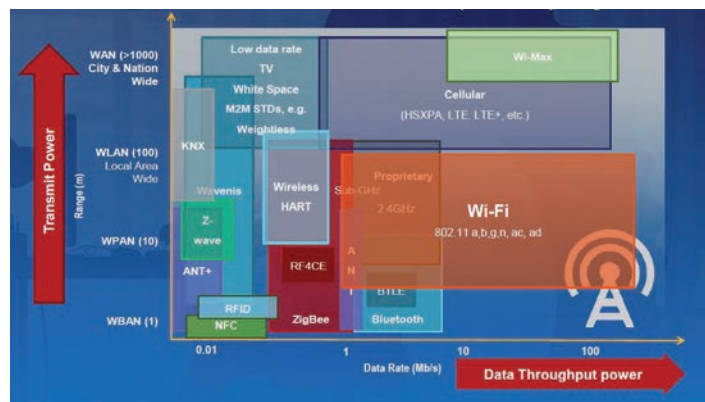 WAN (>1000)
City & Nation
Wide
WLAN (100)
Local Area
Wide
WPAN (10)
WBAN (1)
Transmit Power
Range (m)
Low data rate
TV
White Space
M2M STDs, e.g.
Weightless
Wi-Max
Cellular
(HSXPA, LTE. LTE+, etc.)
KNX
Wavenis
Wireless
HART
Sub-GHz
Proprietary
2.4GHz
Wi-Fi
802.11 a,b,g,n, ac, ad
Z-
wave
ANT+
RF4CE
A
N
T
BTLE
RFID
NFC
ZigBee
Bluetooth
0.01
1
10
100
Data Rate (Mb/s)
Data Throughput power